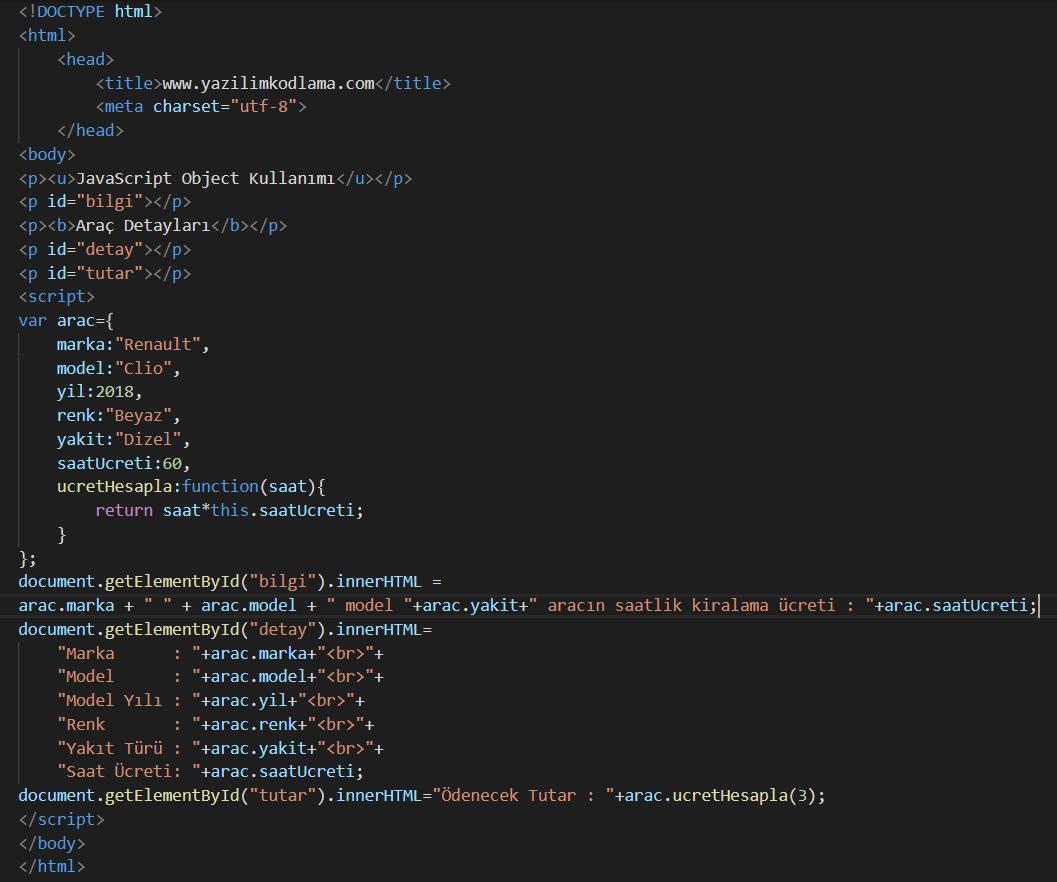 <!DOCTYPE html>
<html>
    <head>
        <title>www.yazilimkodlama.com</title>
        <meta charset="utf-8">
    </head>
<body>
<p><u>JavaScript Object Kullanımı</u></p>
<p id="bilgi"></p>
<p><b>Araç Detayları</b></p>
<p id="detay"></p>
<p id="tutar"></p>
<script>
var arac={
    marka:"Renault",
    model:"Clio",
    yil:2018,
    renk:"Beyaz",
    yakit:"Dizel",
    saatUcreti:60,
    ucretHesapla:function(saat){
        return saat*this.saatUcreti;
    }
};
document.getElementById("bilgi").innerHTML =
arac.marka + " " + arac.model + " model "+arac.yakit+" aracın saatlik kiralama ücreti : "+arac.saatUcreti;
document.getElementById("detay").innerHTML=
    "Marka      : "+arac.marka+"<br>"+
    "Model      : "+arac.model+"<br>"+
    "Model Yılı : "+arac.yil+"<br>"+
    "Renk       : "+arac.renk+"<br>"+
    "Yakıt Türü : "+arac.yakit+"<br>"+
    "Saat Ücreti: "+arac.saatUcreti;
document.getElementById("tutar").innerHTML="Ödenecek Tutar : "+arac.ucretHesapla(3);
</script>
</body>
</html>